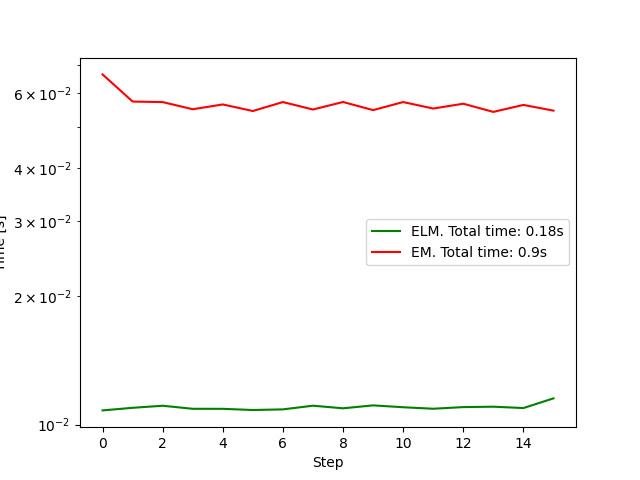 6 × 10⁻²
4 × 10⁻²
3 × 10⁻²
2 × 10⁻²
10⁻²
ELM. Total time: 0.18s
EM. Total time: 0.9s
0 2 4 6 8 10 12 14
Step